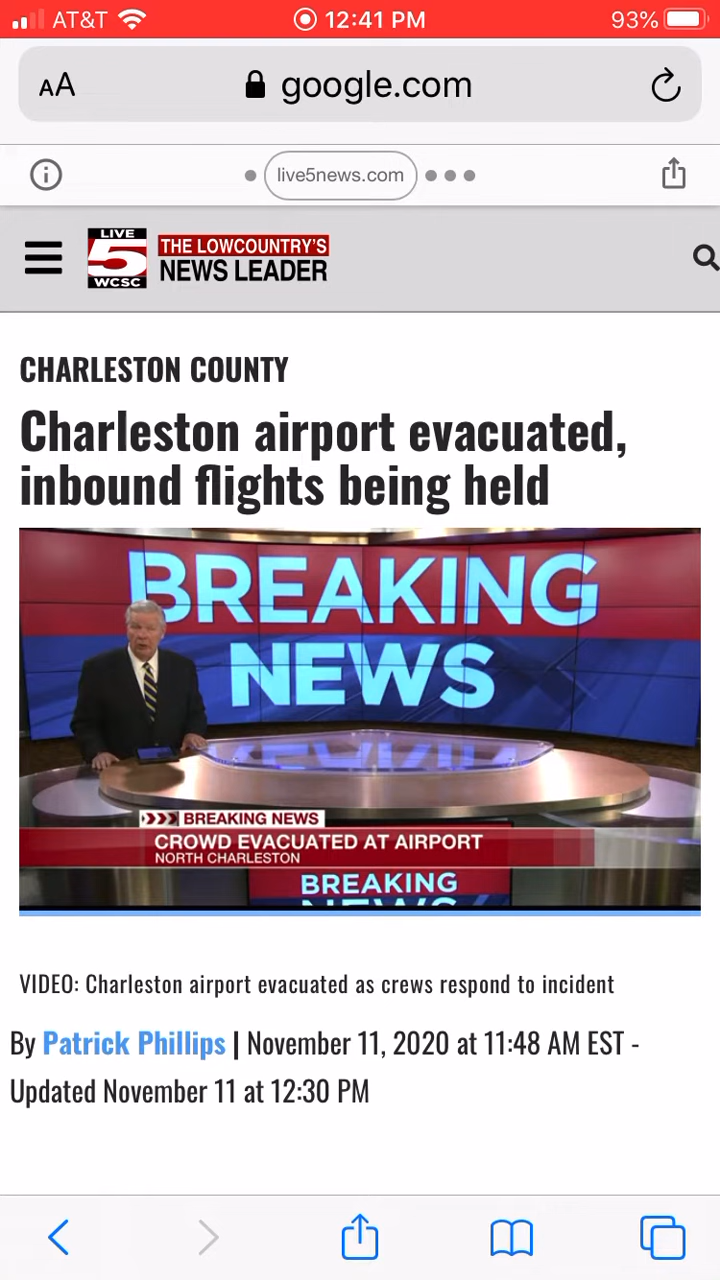 AT&T 12:41 PM 93%
AA google.com
live5news.com
LIVE
5
WCSC
THE LOWCOUNTRY'S
NEWS LEADER
CHARLESTON COUNTY
Charleston airport evacuated,
inbound flights being held
BREAKING
NEWS
BREAKING NEWS
CROWD EVACUATED AT AIRPORT
NORTH CHARLESTON
BREAKING
NEWS
VIDEO: Charleston airport evacuated as crews respond to incident
By Patrick Phillips | November 11, 2020 at 11:48 AM EST -
Updated November 11 at 12:30 PM